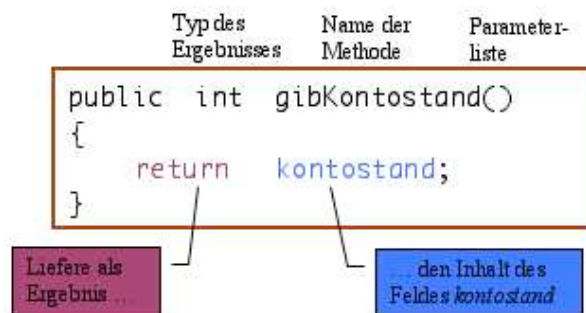 Typ des
Ergebnisses
Name der
Methode
Parameter-
liste
public int gibKontostand()
{
return kontostand;
}
Liefere als
Ergebnis ...
... den Inhalt des
Feldes kontostand